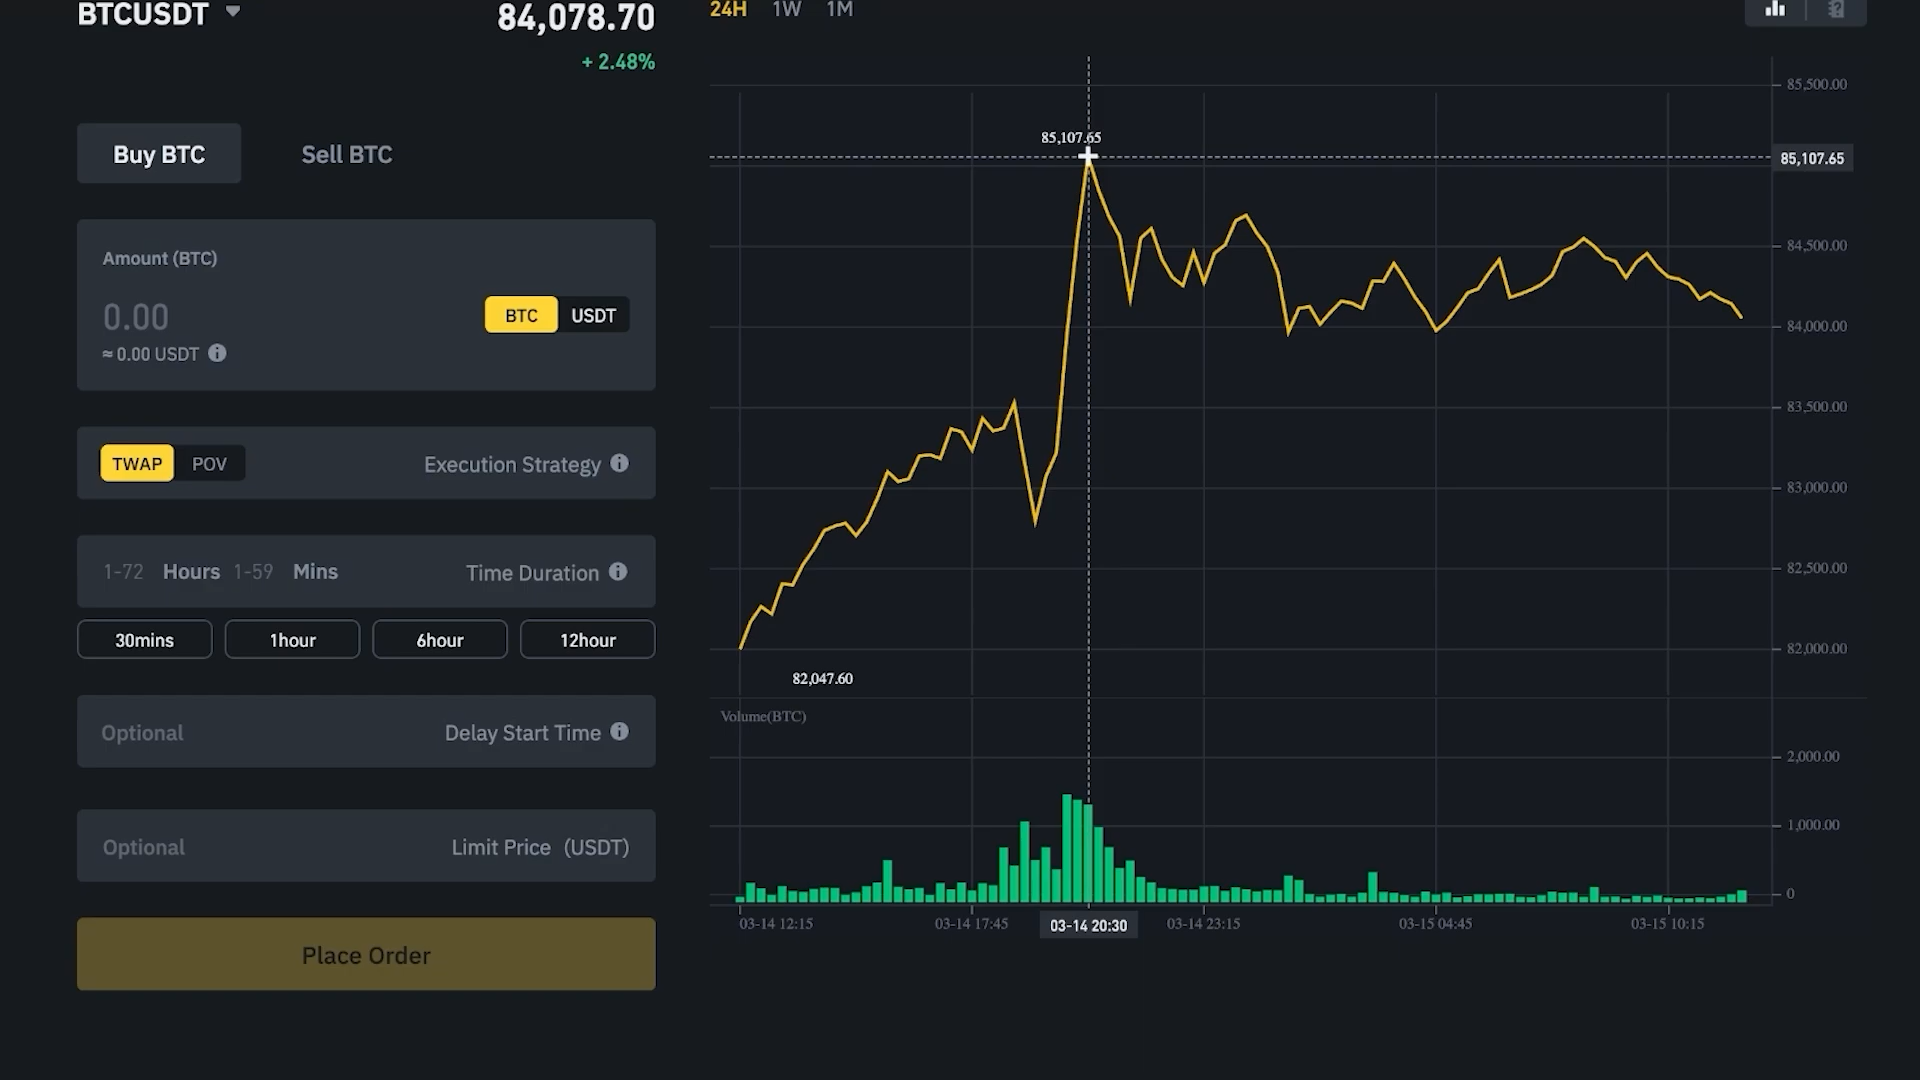 BTCUSDT
84,078.70
+ 2.48%
24H 1W 1M
Buy BTC Sell BTC
Amount (BTC)
0.00
BTC USDT
≈ 0.00 USDT
TWAP POV
Execution Strategy
1-72 Hours 1-59 Mins
Time Duration
30mins 1hour 6hour 12hour
Optional Delay Start Time
Optional Limit Price (USDT)
Place Order
85,107.65
82,047.60
85,500.00
85,107.65
84,500.00
84,000.00
83,500.00
83,000.00
82,500.00
82,000.00
Volume(BTC)
2,000.00
1,000.00
0
03-14 12:15 03-14 17:45 03-14 20:30 03-14 23:15 03-15 04:45 03-15 10:15